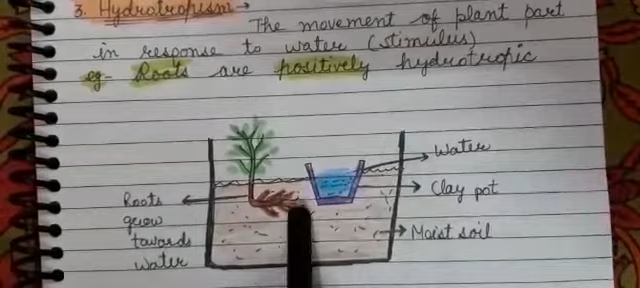 3. Hydrotropism →
The movement of plant part
in response to water (stimulus)
eg- Roots are positively hydrotropic
Water
Clay pot
Moist soil
Roots
grow
towards
water